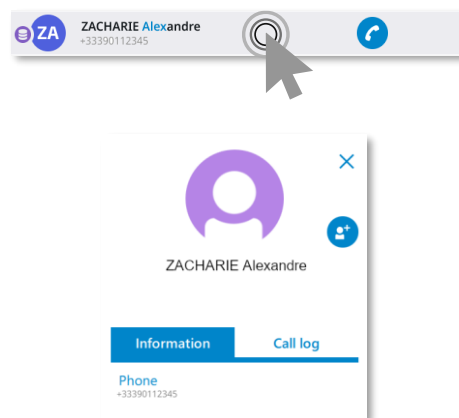 ZA
ZACHARIE Alexandre
+33390112345
ZACHARIE Alexandre
Information
Call log
Phone
+33390112345